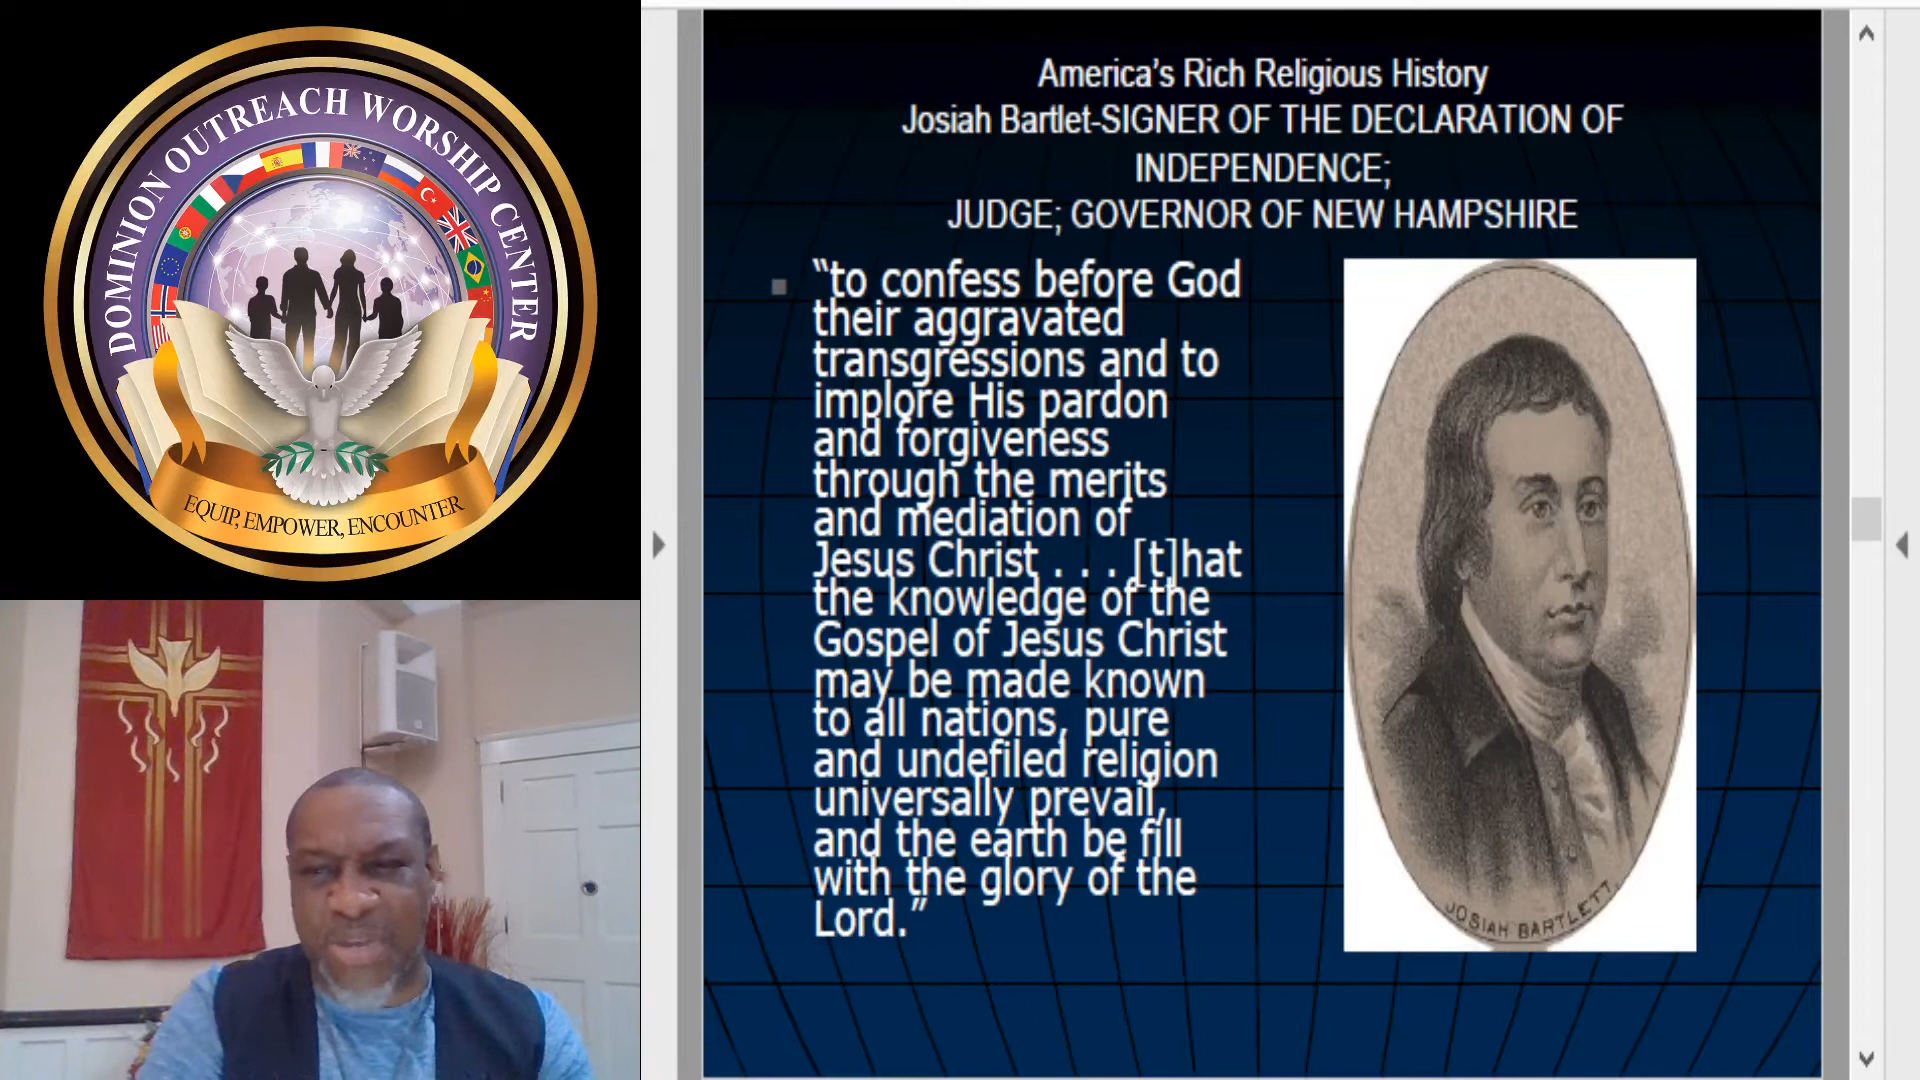 DOMINION OUTREACH WORSHIP CENTER
EQUIP, EMPOWER, ENCOUNTER
America's Rich Religious History
Josiah Bartlet-SIGNER OF THE DECLARATION OF
INDEPENDENCE;
JUDGE; GOVERNOR OF NEW HAMPSHIRE
“to confess before God
their aggravated
transgressions and to
implore His pardon
and forgiveness
through the merits
and mediation of
Jesus Christ . . . [t]hat
the knowledge of the
Gospel of Jesus Christ
may be made known
to all nations, pure
and undefiled religion
universally prevail,
and the earth be fill
with the glory of the
Lord.”
JOSIAH BARTLETT